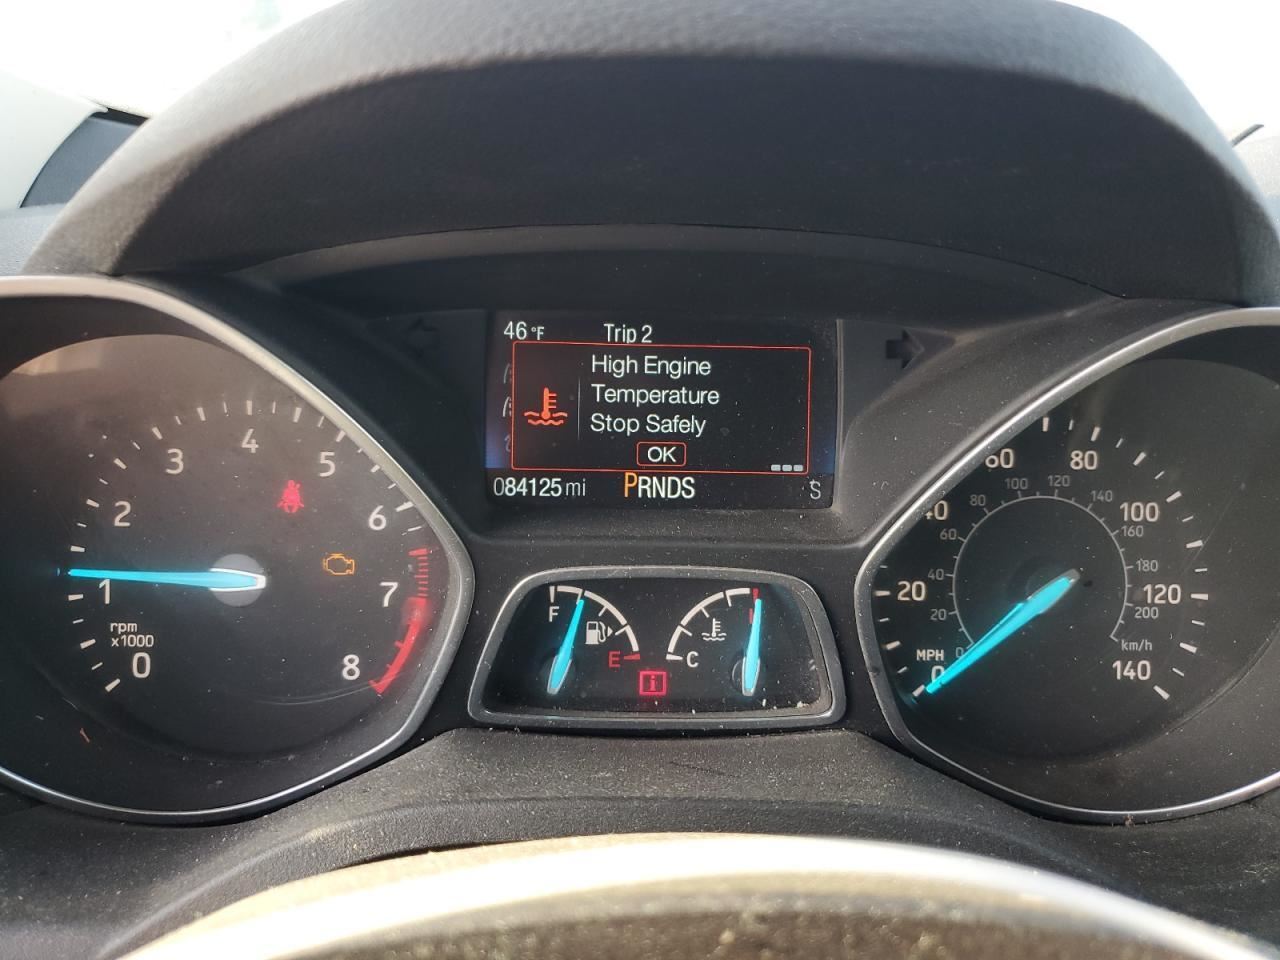 46 °F Trip 2
High Engine
Temperature
Stop Safely
OK
084125 mi PRNDS S
0 1 2 3 4 5 6 7 8
rpm
x1000
F
E
C
i
0 20 40 60 80 100 120 140
MPH
0 20 40 60 80 100 120 140 160 180 200
km/h